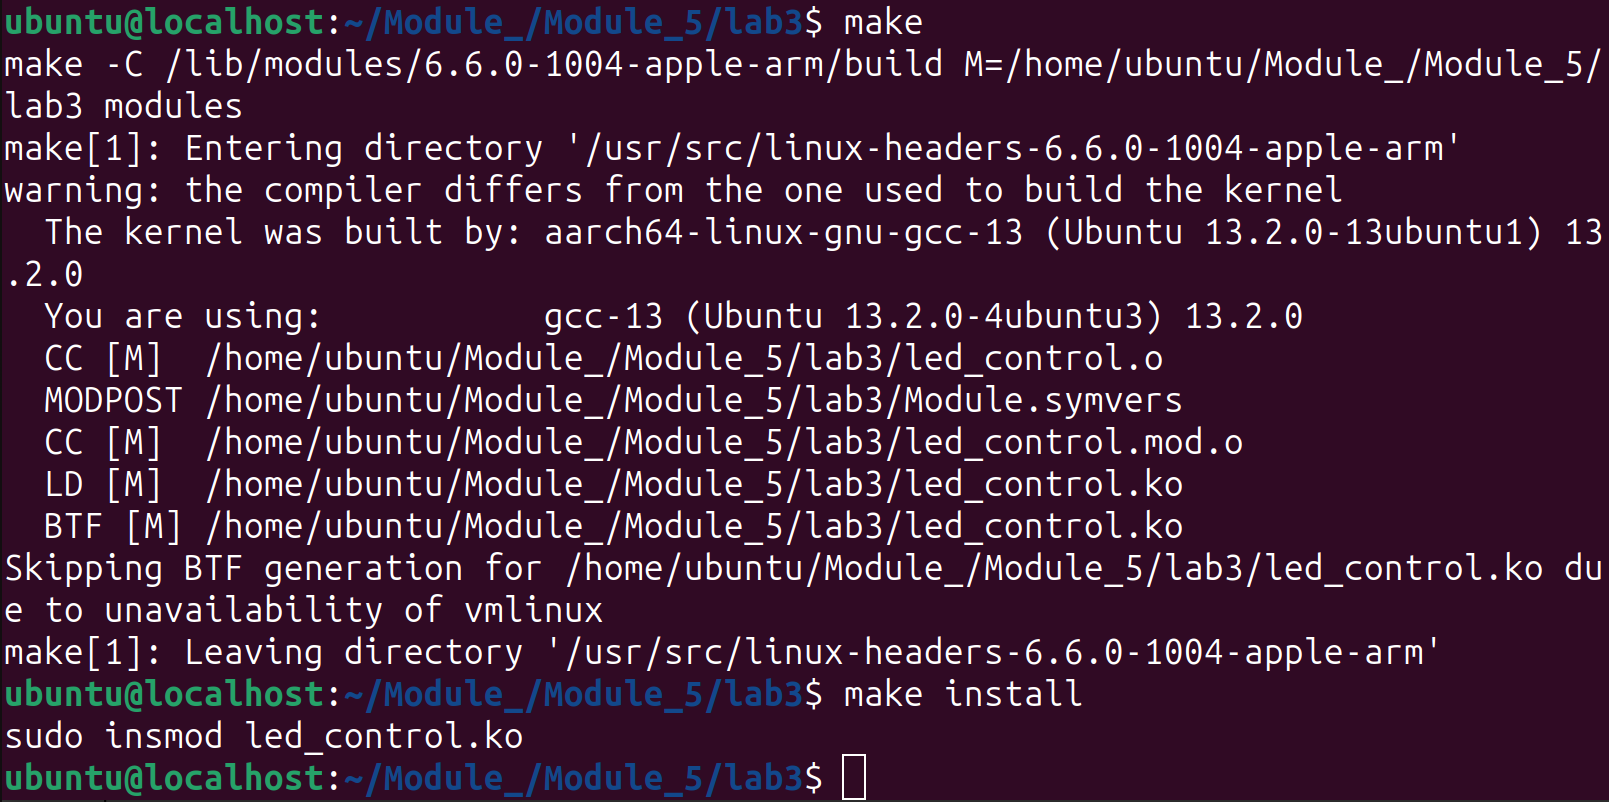 ubuntu@localhost:~/Module_/Module_5/lab3$ make
make -C /lib/modules/6.6.0-1004-apple-arm/build M=/home/ubuntu/Module_/Module_5/
lab3 modules
make[1]: Entering directory '/usr/src/linux-headers-6.6.0-1004-apple-arm'
warning: the compiler differs from the one used to build the kernel
  The kernel was built by: aarch64-linux-gnu-gcc-13 (Ubuntu 13.2.0-13ubuntu1) 13
.2.0
  You are using:           gcc-13 (Ubuntu 13.2.0-4ubuntu3) 13.2.0
  CC [M]  /home/ubuntu/Module_/Module_5/lab3/led_control.o
  MODPOST /home/ubuntu/Module_/Module_5/lab3/Module.symvers
  CC [M]  /home/ubuntu/Module_/Module_5/lab3/led_control.mod.o
  LD [M]  /home/ubuntu/Module_/Module_5/lab3/led_control.ko
  BTF [M] /home/ubuntu/Module_/Module_5/lab3/led_control.ko
Skipping BTF generation for /home/ubuntu/Module_/Module_5/lab3/led_control.ko du
e to unavailability of vmlinux
make[1]: Leaving directory '/usr/src/linux-headers-6.6.0-1004-apple-arm'
ubuntu@localhost:~/Module_/Module_5/lab3$ make install
sudo insmod led_control.ko
ubuntu@localhost:~/Module_/Module_5/lab3$